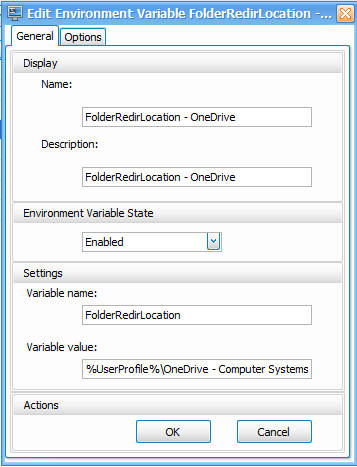 Edit Environment Variable FolderRedirLocation -...
General
Options
Display
Name:
FolderRedirLocation - OneDrive
Description:
FolderRedirLocation - OneDrive
Environment Variable State
Enabled
Settings
Variable name:
FolderRedirLocation
Variable value:
%UserProfile%\OneDrive - Computer Systems
Actions
OK
Cancel